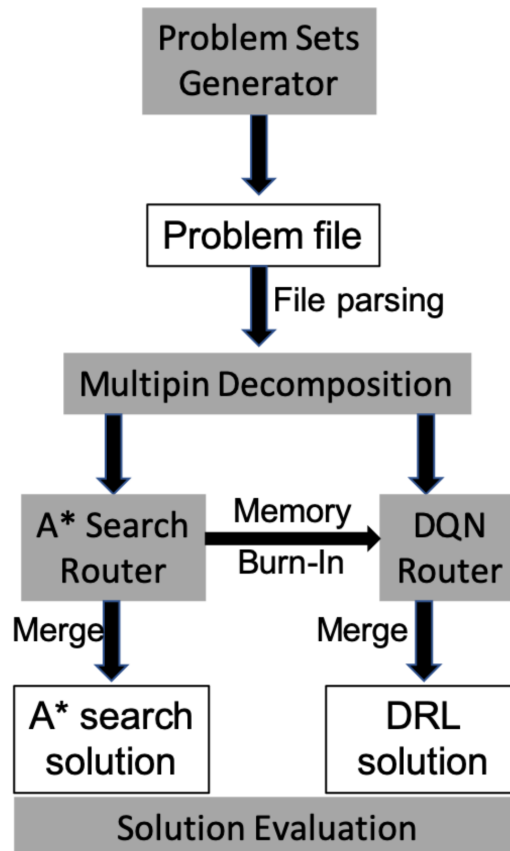 Problem Sets
Generator
Problem file
File parsing
Multipin Decomposition
A* Search
Router
Memory
Burn-In
DQN
Router
Merge
Merge
A* search
solution
DRL
solution
Solution Evaluation